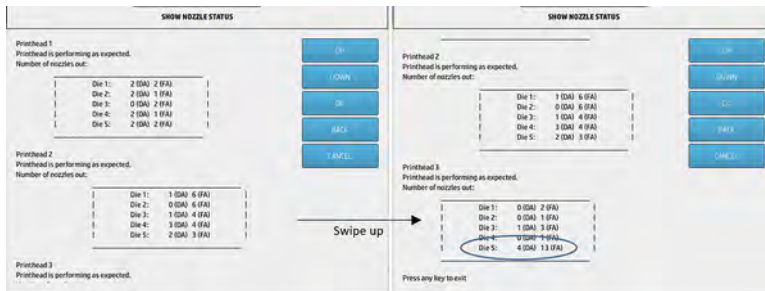 SHOW NOZZLE STATUS
Printhead 1
Printhead is performing as expected.
Number of nozzles out:
| Die 1: 2 (DA) 2 (FA) |
| Die 2: 2 (DA) 1 (FA) |
| Die 3: 0 (DA) 2 (FA) |
| Die 4: 2 (DA) 1 (FA) |
| Die 5: 2 (DA) 2 (FA) |
Printhead 2
Printhead is performing as expected.
Number of nozzles out:
| Die 1: 1 (DA) 6 (FA) |
| Die 2: 0 (DA) 6 (FA) |
| Die 3: 1 (DA) 4 (FA) |
| Die 4: 3 (DA) 4 (FA) |
| Die 5: 2 (DA) 3 (FA) |
Printhead 3
Printhead is performing as expected.
UP
DOWN
OK
BACK
CANCEL
Swipe up
SHOW NOZZLE STATUS
Printhead 2
Printhead is performing as expected.
Number of nozzles out:
| Die 1: 1 (DA) 6 (FA) |
| Die 2: 0 (DA) 6 (FA) |
| Die 3: 1 (DA) 4 (FA) |
| Die 4: 3 (DA) 4 (FA) |
| Die 5: 2 (DA) 3 (FA) |
Printhead 3
Printhead is performing as expected.
Number of nozzles out:
| Die 1: 0 (DA) 2 (FA) |
| Die 2: 0 (DA) 1 (FA) |
| Die 3: 1 (DA) 3 (FA) |
| Die 4: 0 (DA) 1 (FA) |
| Die 5: 4 (DA) 13 (FA) |
Press any key to exit
UP
DOWN
OK
BACK
CANCEL